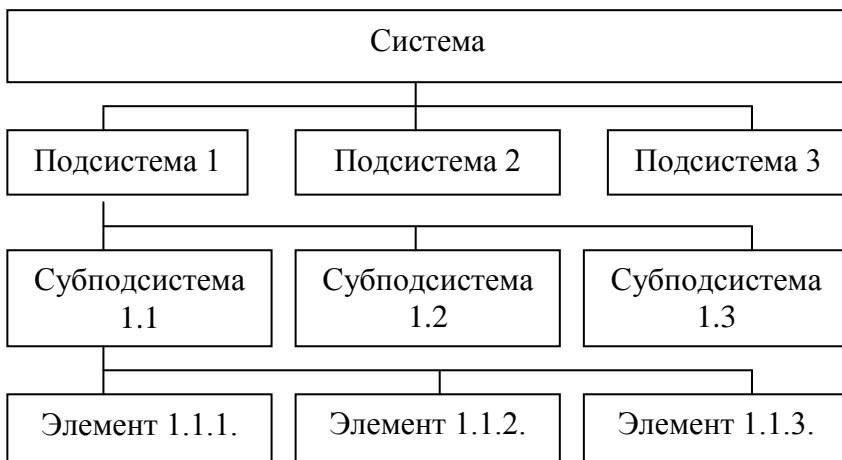 Система
Подсистема 1
Подсистема 2
Подсистема 3
Субподсистема
1.1
Субподсистема
1.2
Субподсистема
1.3
Элемент 1.1.1.
Элемент 1.1.2.
Элемент 1.1.3.